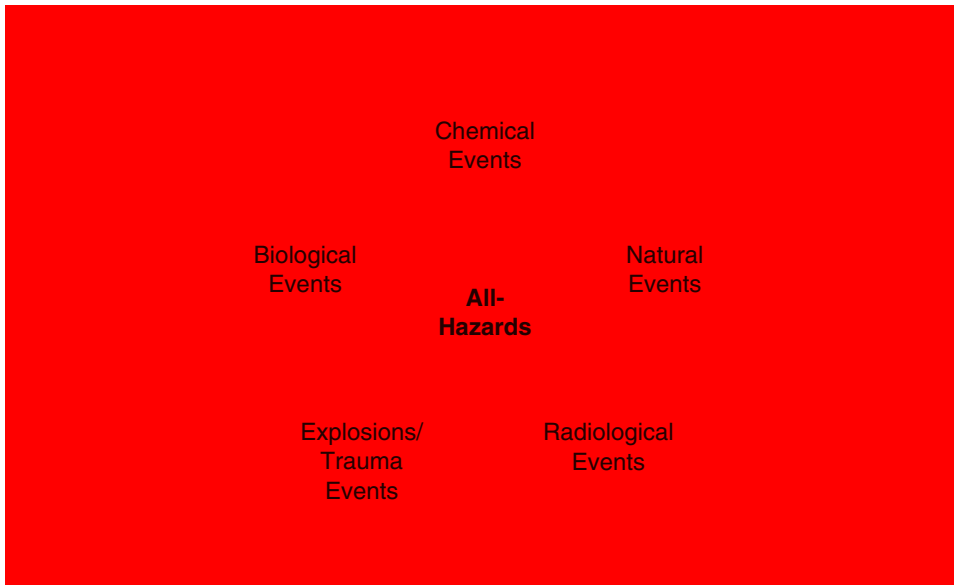 Chemical
Events
Biological
Events
Natural
Events
All-
Hazards
Explosions/
Trauma
Events
Radiological
Events